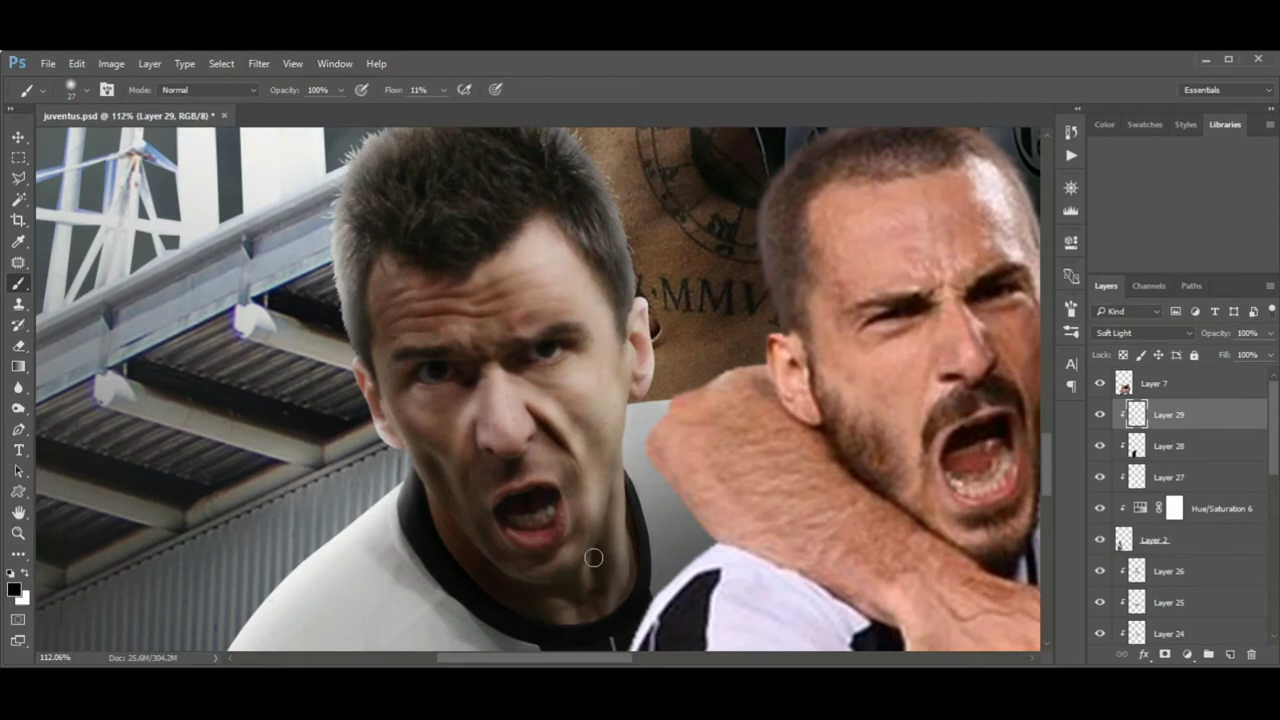 Ps File Edit Image Layer Type Select Filter View Window Help
27 Mode: Normal Opacity: 100% Flow: 11% Essentials
juventus.psd @ 112% (Layer 29, RGB/8) * ×
Color Swatches Styles Libraries
MMV
Layers Channels Paths
Kind
Soft Light Opacity: 100%
Lock: Fill: 100%
Layer 7
Layer 29
Layer 28
Layer 27
Hue/Saturation 6
Layer 2
Layer 26
Layer 25
Layer 24
112.06% Doc: 25.6M/304.2M